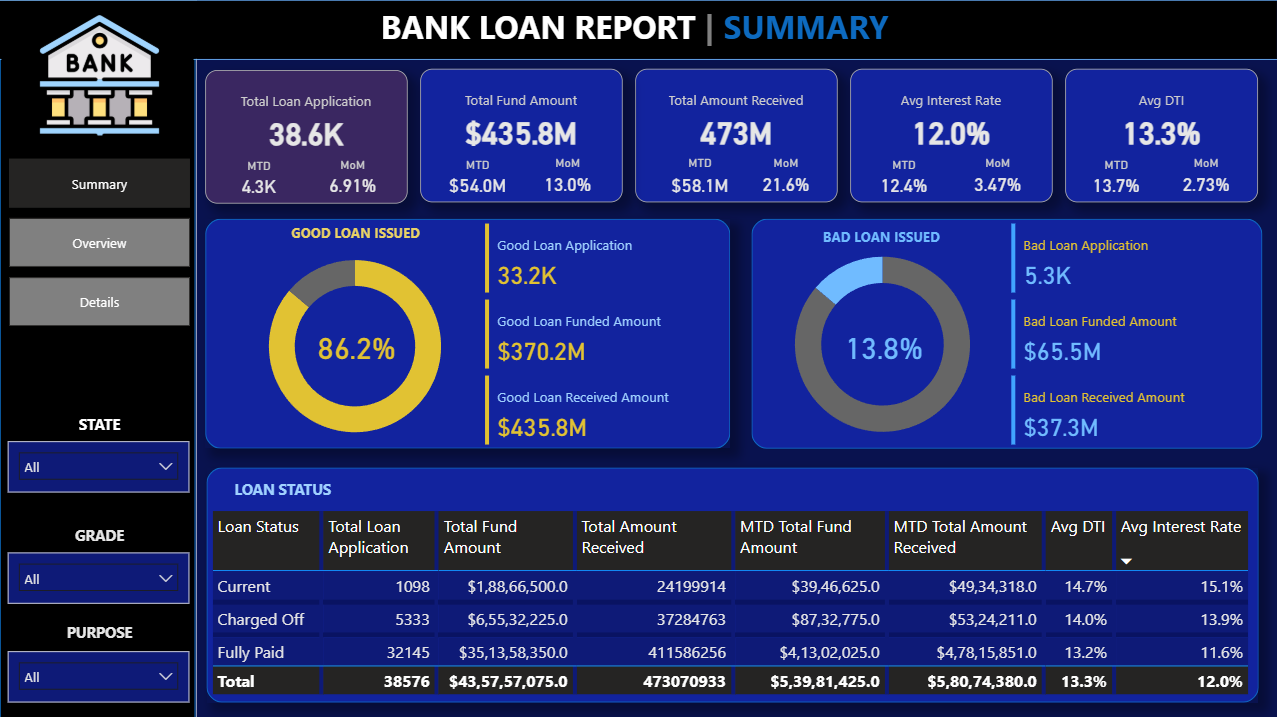 BANK LOAN REPORT | SUMMARY
BANK
Summary
Overview
Details
STATE
All
GRADE
All
PURPOSE
All
Total Loan Application
38.6K
MTD MoM
4.3K 6.91%
Total Fund Amount
$435.8M
MTD MoM
$54.0M 13.0%
Total Amount Received
473M
MTD MoM
$58.1M 21.6%
Avg Interest Rate
12.0%
MTD MoM
12.4% 3.47%
Avg DTI
13.3%
MTD MoM
13.7% 2.73%
GOOD LOAN ISSUED
86.2%
Good Loan Application
33.2K
Good Loan Funded Amount
$370.2M
Good Loan Received Amount
$435.8M
BAD LOAN ISSUED
13.8%
Bad Loan Application
5.3K
Bad Loan Funded Amount
$65.5M
Bad Loan Received Amount
$37.3M
LOAN STATUS
Loan Status Total Loan Application Total Fund Amount Total Amount Received MTD Total Fund Amount MTD Total Amount Received Avg DTI Avg Interest Rate
Current 1098 $1,88,66,500.0 24199914 $39,46,625.0 $49,34,318.0 14.7% 15.1%
Charged Off 5333 $6,55,32,225.0 37284763 $87,32,775.0 $53,24,211.0 14.0% 13.9%
Fully Paid 32145 $35,13,58,350.0 411586256 $4,13,02,025.0 $4,78,15,851.0 13.2% 11.6%
Total 38576 $43,57,57,075.0 473070933 $5,39,81,425.0 $5,80,74,380.0 13.3% 12.0%